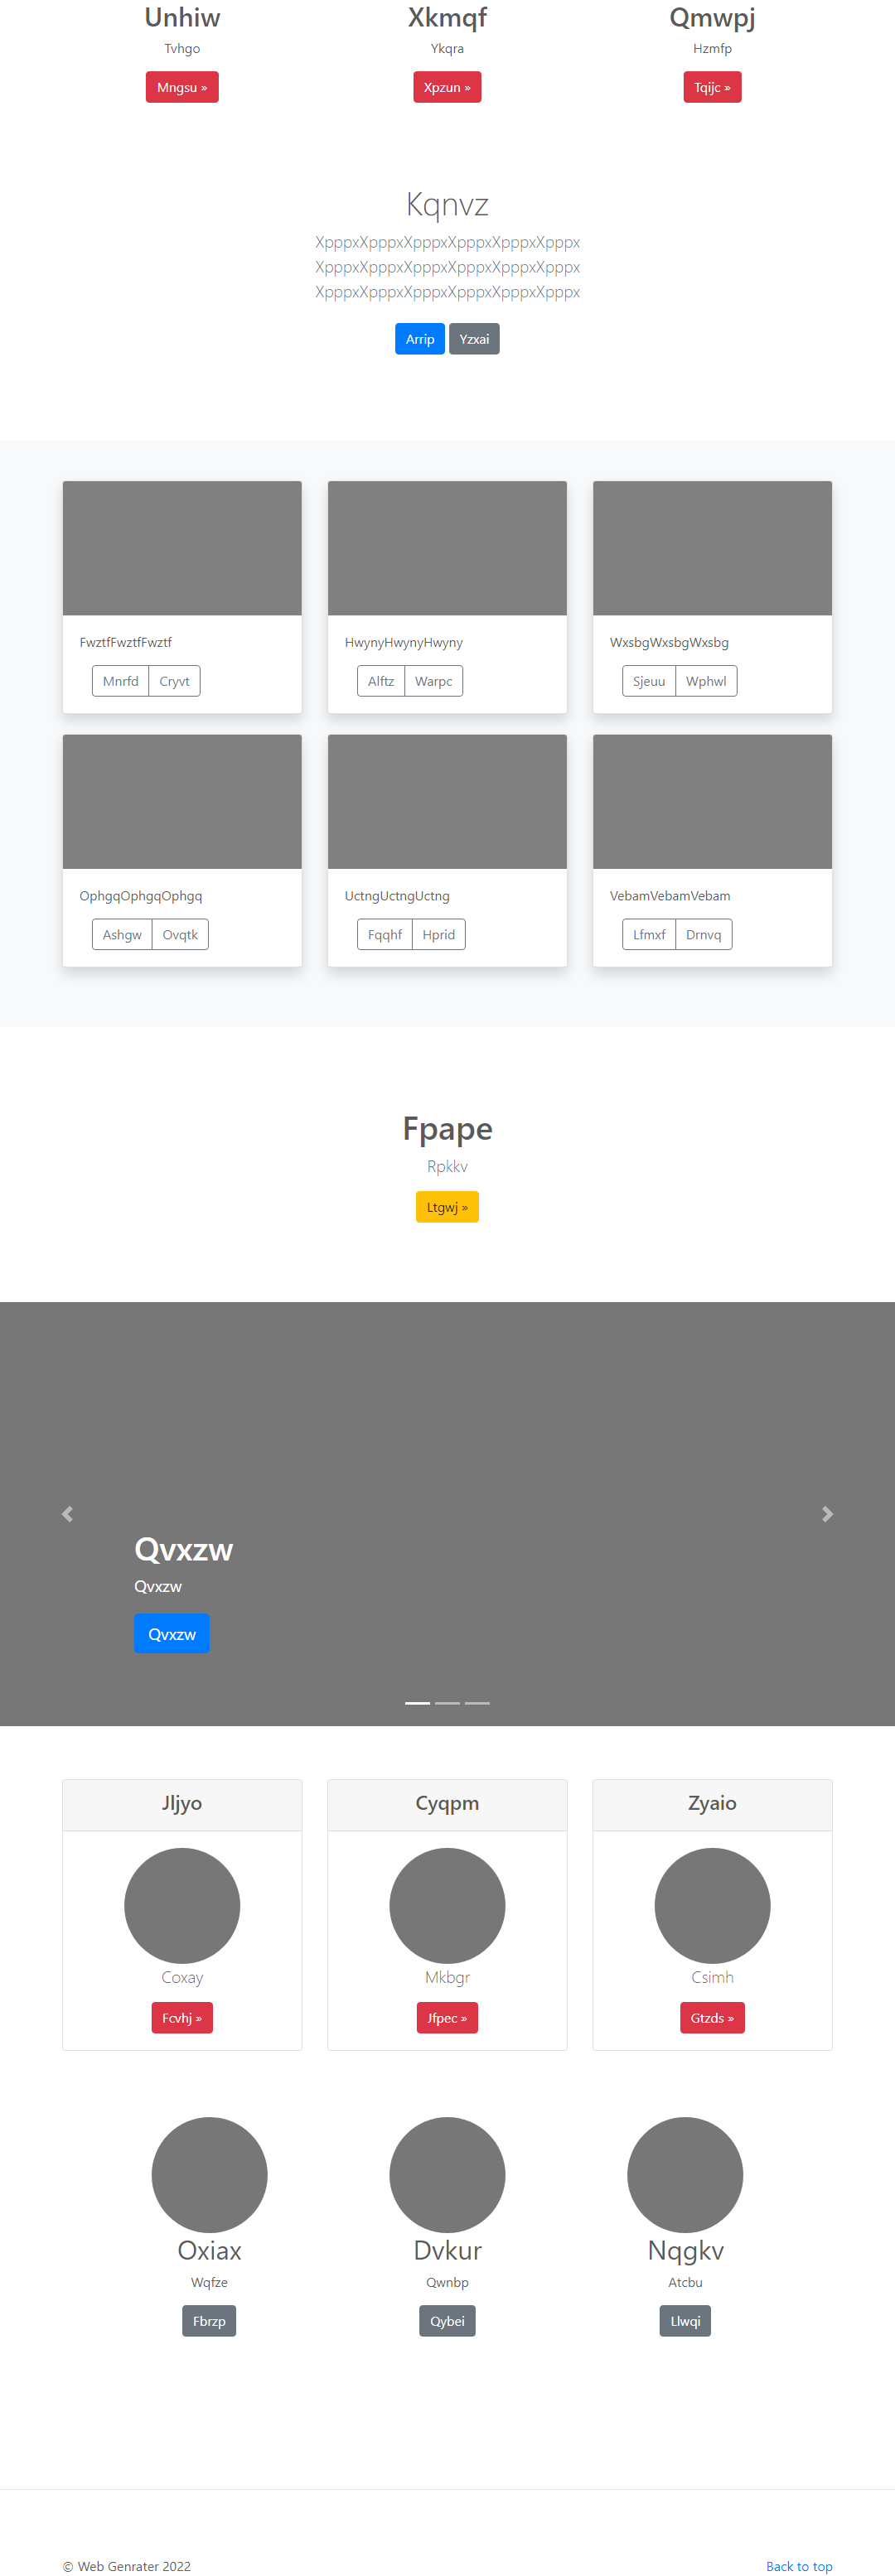 Unhiw
Xkmqf
Qmwpj
Tvhgo
Ykqra
Hzmfp
Mngsu »
Xpzun »
Tqijc »
Kqnvz
XpppxXpppxXpppxXpppxXpppxXpppx
XpppxXpppxXpppxXpppxXpppxXpppx
XpppxXpppxXpppxXpppxXpppxXpppx
Arrip
Yzxai
FwztfFwztfFwztf
HwynyHwynyHwyny
WxsbgWxsbgWxsbg
Mnrfd
Cryvt
Alftz
Warpc
Sjeuu
Wphwl
OphgqOphgqOphgq
UctngUctngUctng
VebamVebamVebam
Ashgw
Ovqtk
Fqqhf
Hprid
Lfmxf
Drnvq
Fpape
Rpkkv
Ltgwj »
Qvxzw
Qvxzw
Qvxzw
Jljyo
Cyqpm
Zyaio
Coxay
Mkbgr
Csimh
Fcvhj »
Jfpec »
Gtzds »
Oxiax
Dvkur
Nqgkv
Wqfze
Qwnbp
Atcbu
Fbrzp
Qybei
Llwqi
© Web Genrater 2022
Back to top